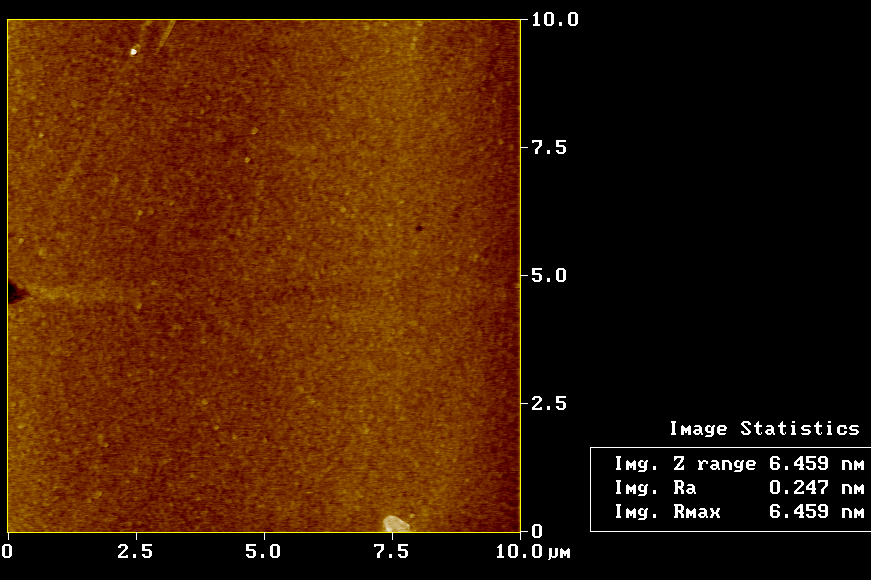 10.0
7.5
5.0
2.5
0
0 2.5 5.0 7.5 10.0 μм
Image Statistics
Img. Z range 6.459 nm
Img. Ra 0.247 nm
Img. Rmax 6.459 nm